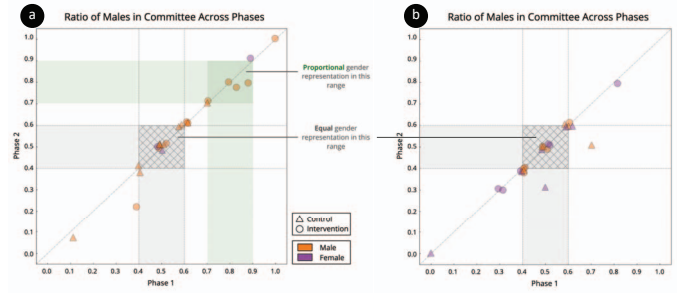 a
b
Ratio of Males in Committee Across Phases
Ratio of Males in Committee Across Phases
1.0
0.9
0.8
0.7
0.6
0.5
0.4
0.3
0.2
0.1
0.0
Phase 2
0.0 0.1 0.2 0.3 0.4 0.5 0.6 0.7 0.8 0.9 1.0
Phase 1
Proportional gender
representation in this
range
Equal gender
representation in this
range
Control
Intervention
Male
Female
1.0
0.9
0.8
0.7
0.6
0.5
0.4
0.3
0.2
0.1
0.0
Phase 2
0.0 0.1 0.2 0.3 0.4 0.5 0.6 0.7 0.8 0.9 1.0
Phase 1